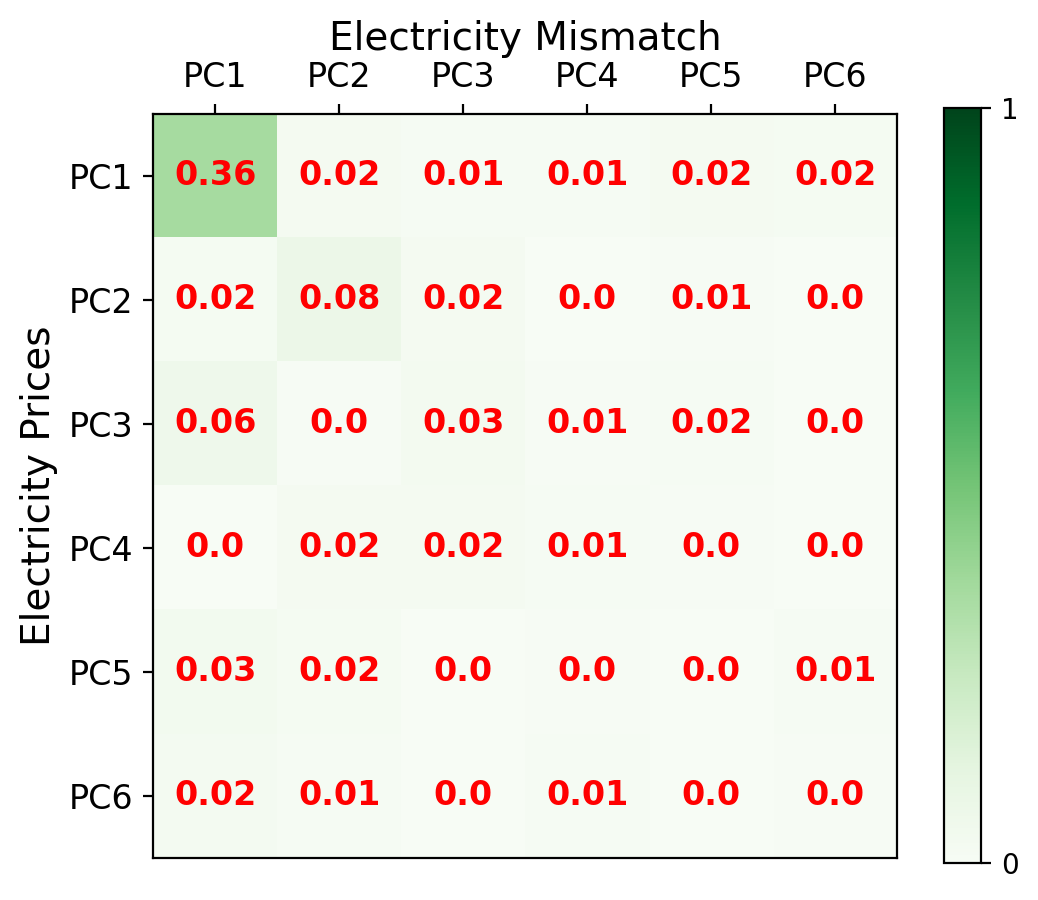 Electricity Mismatch
PC1 PC2 PC3 PC4 PC5 PC6
Electricity Prices
PC1 0.36 0.02 0.01 0.01 0.02 0.02
PC2 0.02 0.08 0.02 0.0 0.01 0.0
PC3 0.06 0.0 0.03 0.01 0.02 0.0
PC4 0.0 0.02 0.02 0.01 0.0 0.0
PC5 0.03 0.02 0.0 0.0 0.0 0.01
PC6 0.02 0.01 0.0 0.01 0.0 0.0
1
0